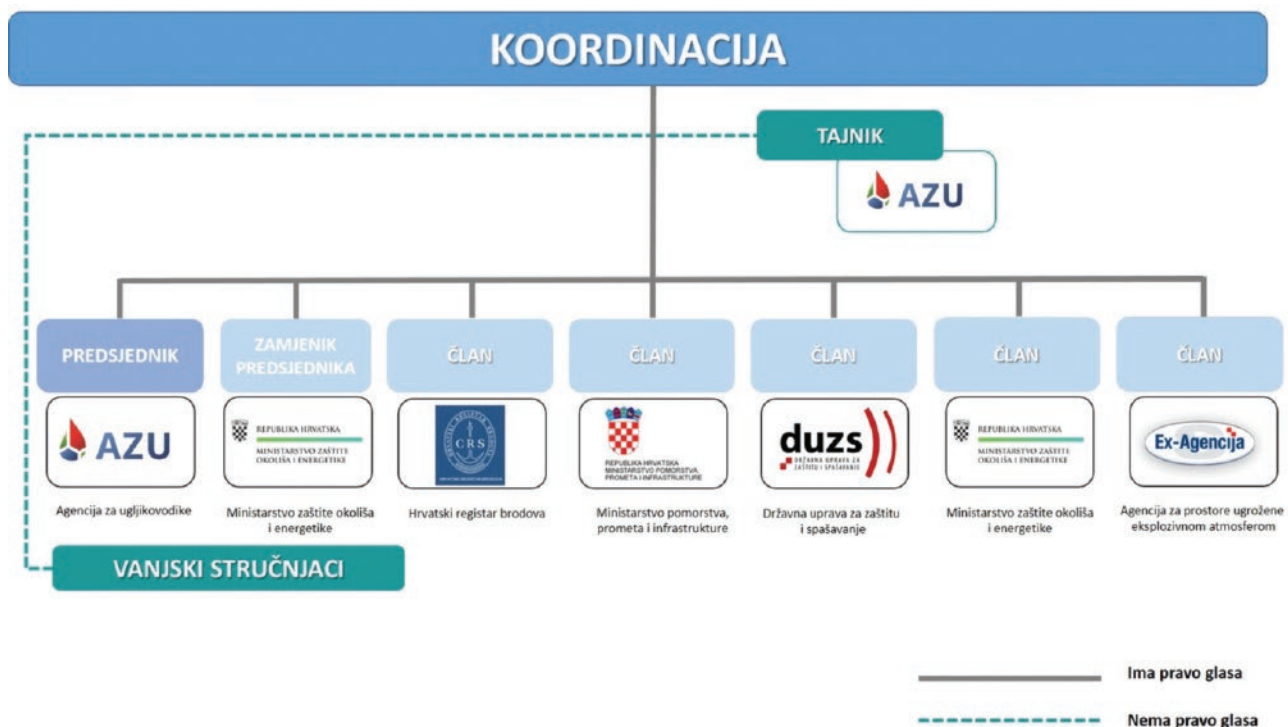 KOORDINACIJA
TAJNIK
AZU
PREDSJEDNIK
ZAMJENIK
PREDSJEDNIKA
ČLAN
ČLAN
ČLAN
ČLAN
ČLAN
AZU
REPUBLIKA HRVATSKA
MINISTARSTVO ZAŠTITE
OKOLIŠA I ENERGETIKE
CRS
REPUBLIKA HRVATSKA
MINISTARSTVO POMORSTVA,
PROMETA I INFRASTRUKTURE
duzs
DRŽAVNA UPRAVA ZA
ZAŠTITU I SPAŠAVANJE
REPUBLIKA HRVATSKA
MINISTARSTVO ZAŠTITE
OKOLIŠA I ENERGETIKE
Ex-Agencija
Agencija za ugljikovodike
Ministarstvo zaštite okoliša
i energetike
Hrvatski registar brodova
Ministarstvo pomorstva,
prometa i infrastrukture
Državna uprava za zaštitu
i spašavanje
Ministarstvo zaštite okoliša
i energetike
Agencija za prostore ugrožene
eksplozivnom atmosferom
VANJSKI STRUČNJACI
Ima pravo glasa
Nema pravo glasa